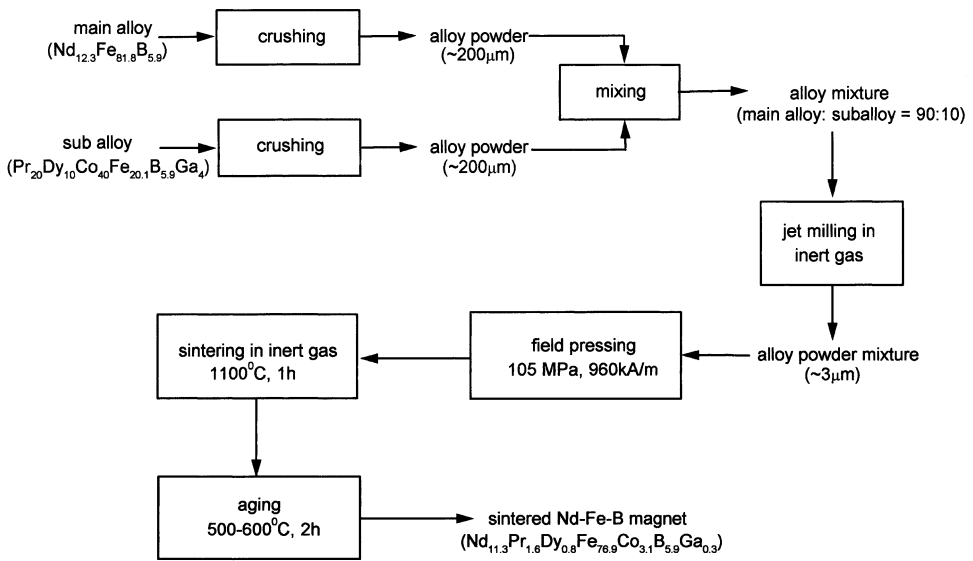 main alloy
(Nd12.3Fe81.8B5.9)
crushing
alloy powder
(~200μm)
mixing
alloy mixture
(main alloy: suballoy = 90:10)
sub alloy
(Pr20Dy10Co40Fe20.1B5.9Ga4)
crushing
alloy powder
(~200μm)
jet milling in
inert gas
alloy powder mixture
(~3μm)
field pressing
105 MPa, 960kA/m
sintering in inert gas
1100⁰C, 1h
aging
500-600⁰C, 2h
sintered Nd-Fe-B magnet
(Nd11.3Pr1.6Dy0.8Fe76.9Co3.1B5.9Ga0.3)